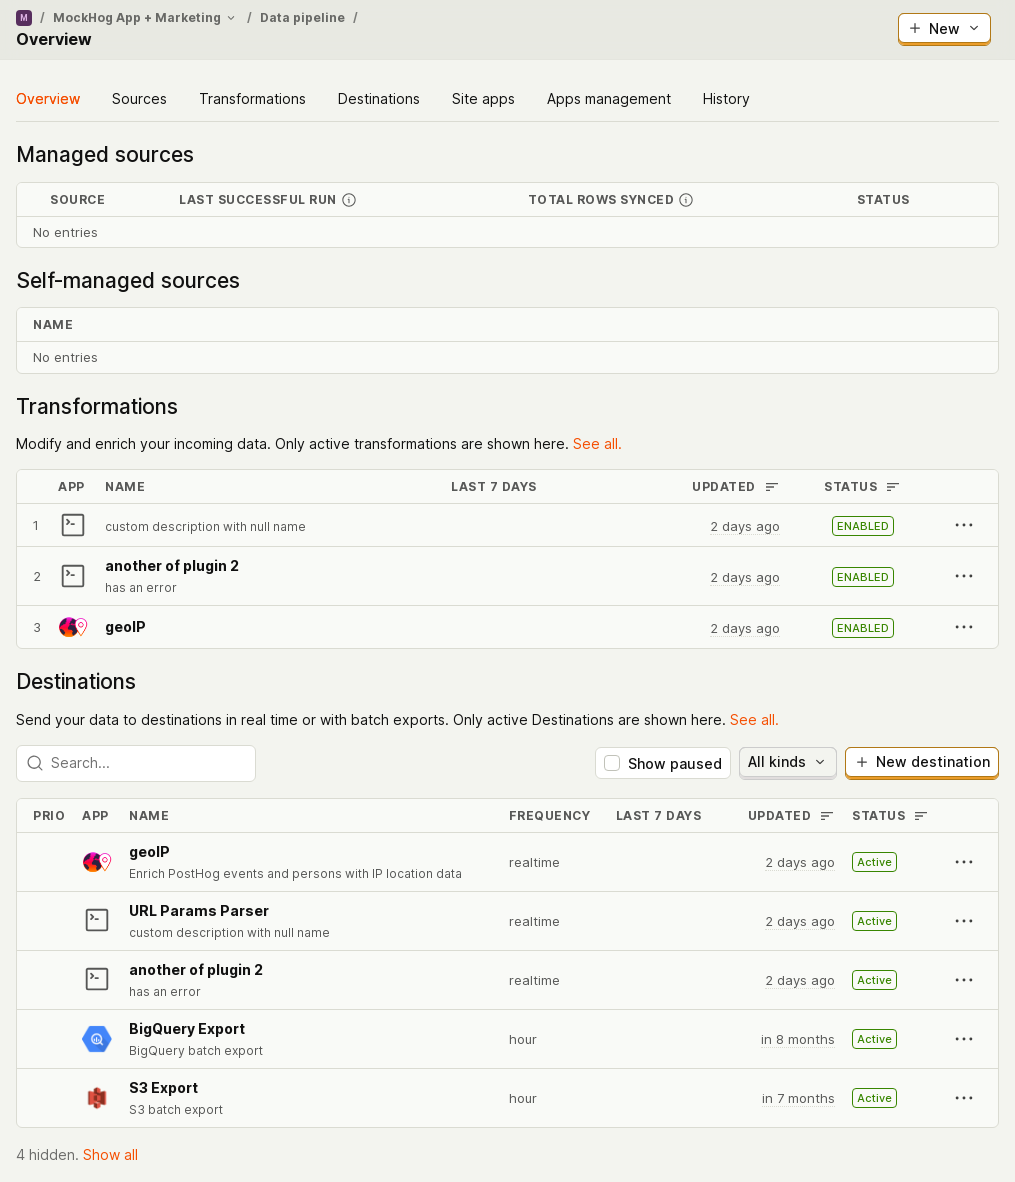 M / MockHog App + Marketing / Data pipeline /
Overview
+ New
Overview Sources Transformations Destinations Site apps Apps management History
Managed sources
SOURCE LAST SUCCESSFUL RUN TOTAL ROWS SYNCED STATUS
No entries
Self-managed sources
NAME
No entries
Transformations
Modify and enrich your incoming data. Only active transformations are shown here. See all.
APP NAME LAST 7 DAYS UPDATED STATUS
1 custom description with null name 2 days ago ENABLED
2 another of plugin 2 2 days ago ENABLED
has an error
3 geoIP 2 days ago ENABLED
Destinations
Send your data to destinations in real time or with batch exports. Only active Destinations are shown here. See all.
Search... Show paused All kinds + New destination
PRIO APP NAME FREQUENCY LAST 7 DAYS UPDATED STATUS
geoIP realtime 2 days ago Active
Enrich PostHog events and persons with IP location data
URL Params Parser realtime 2 days ago Active
custom description with null name
another of plugin 2 realtime 2 days ago Active
has an error
BigQuery Export hour in 8 months Active
BigQuery batch export
S3 Export hour in 7 months Active
S3 batch export
4 hidden. Show all